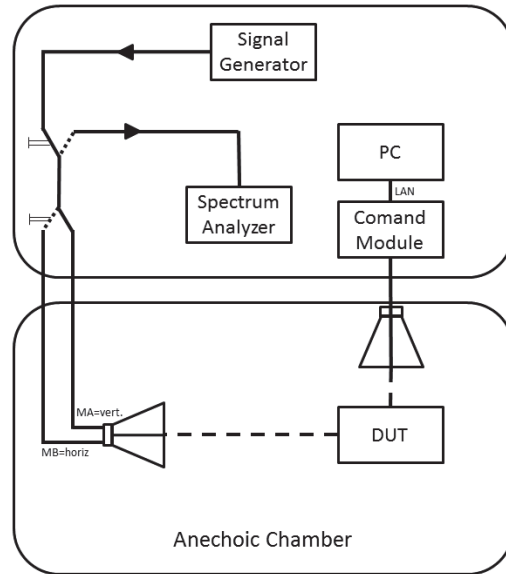 Signal
Generator
PC
LAN
Spectrum
Analyzer
Comand
Module
MA=vert.
MB=horiz
DUT
Anechoic Chamber